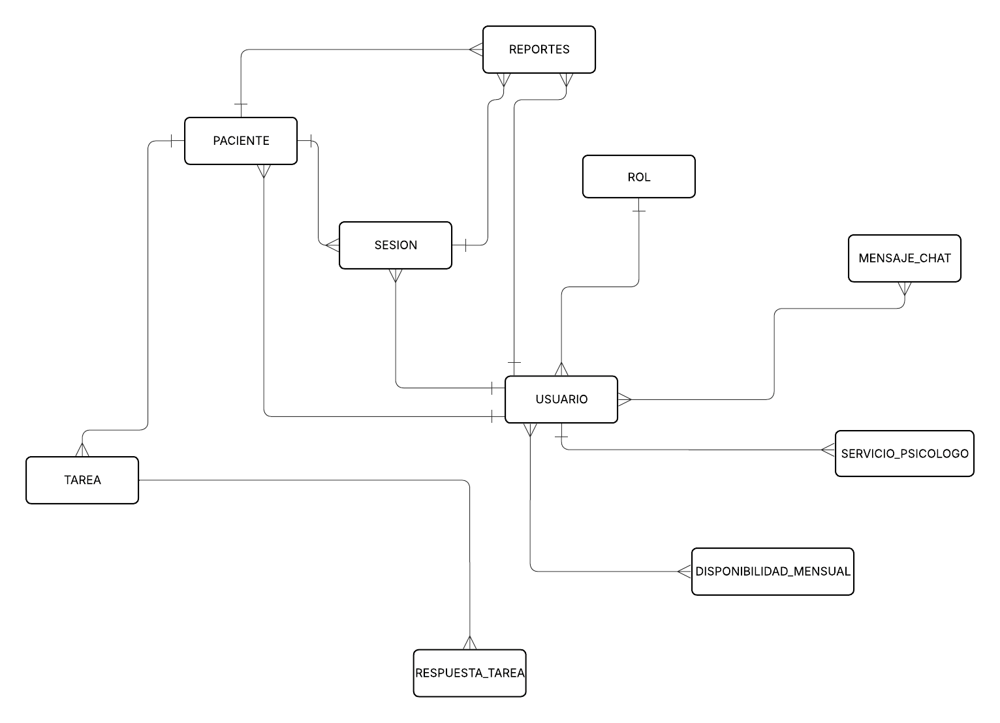 REPORTES
PACIENTE
ROL
SESION
MENSAJE_CHAT
USUARIO
SERVICIO_PSICOLOGO
TAREA
DISPONIBILIDAD_MENSUAL
RESPUESTA_TAREA